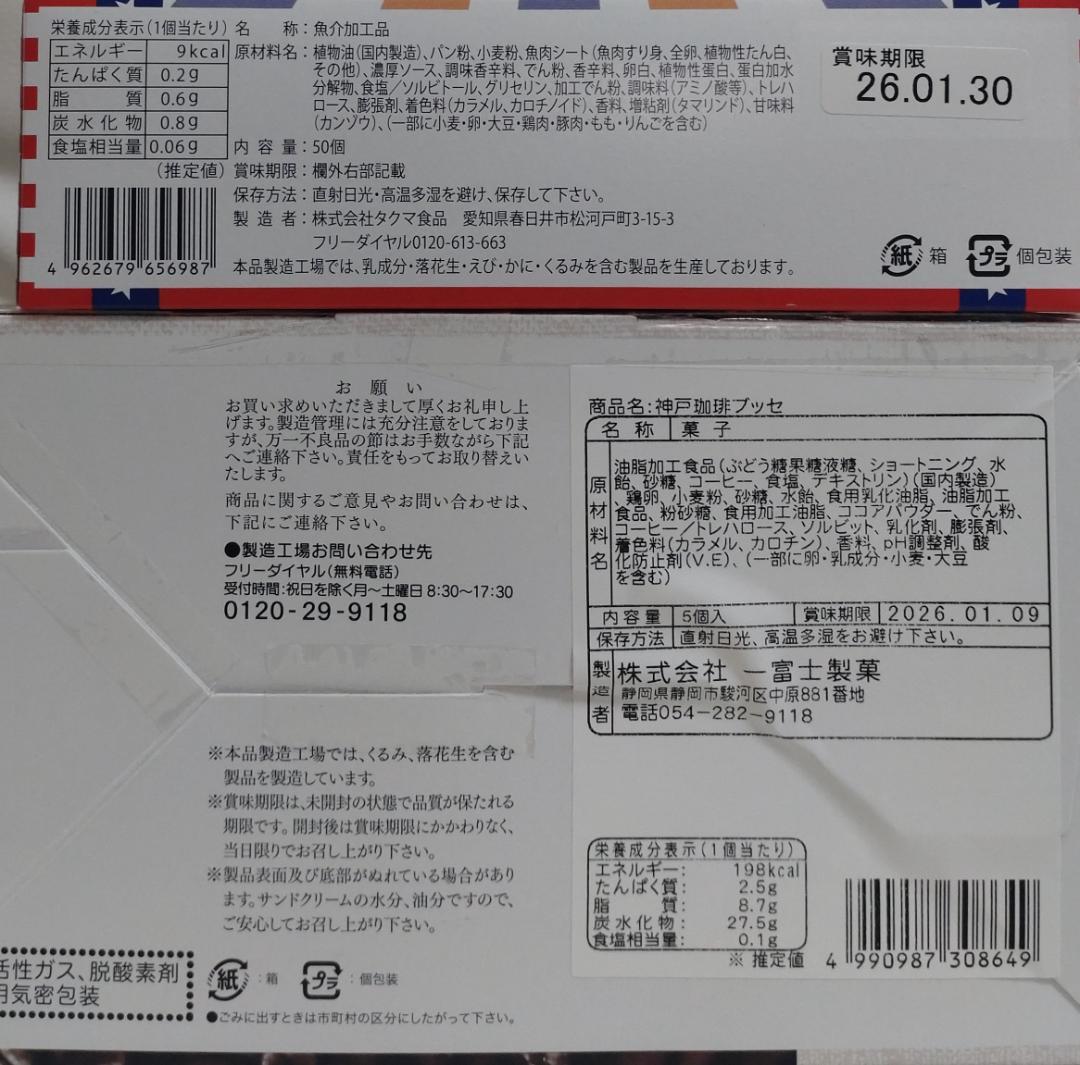 栄養成分表示(1個当たり)
エネルギー 9kcal
たんぱく質 0.2g
脂質 0.6g
炭水化物 0.8g
食塩相当量 0.06g
(推定値)
4 962679 656987
名称：魚介加工品
原材料名：植物油(国内製造)、パン粉、小麦粉、魚肉シート(魚肉すり身、全卵、植物性たん白、
その他)、濃厚ソース、調味香辛料、でん粉、香辛料、卵白、植物性蛋白、蛋白加水
分解物、食塩／ソルビトール、グリセリン、加工でん粉、調味料(アミノ酸等)、トレハ
ロース、膨張剤、着色料(カラメル、カロチノイド)、香料、増粘剤(タマリンド)、甘味料
(カンゾウ)、(一部に小麦・卵・大豆・鶏肉・豚肉・もも・りんごを含む)
内容量：50個
賞味期限：欄外右部記載
保存方法：直射日光・高温多湿を避け、保存して下さい。
製造者：株式会社タクマ食品 愛知県春日井市松河戸町3-15-3
フリーダイヤル0120-613-663
本品製造工場では、乳成分・落花生・えび・かに・くるみを含む製品を生産しております。
賞味期限
26.01.30
紙 箱 プラ 個包装
お願い
お買い求めいただきまして厚くお礼申し上
げます。製造管理には充分注意をしておりま
すが、万一不良品の節はお手数ながら下記
へご連絡下さい。責任をもってお取り替えい
たします。
商品に関するご意見やお問い合わせは、
下記にご連絡下さい。
●製造工場お問い合わせ先
フリーダイヤル(無料電話)
受付時間:祝日を除く月〜土曜日 8:30〜17:30
0120-29-9118
※本品製造工場では、くるみ、落花生を含む
製品を製造しています。
※賞味期限は、未開封の状態で品質が保たれる
期限です。開封後は賞味期限にかかわりなく、
当日限りでお召し上がり下さい。
※製品表面及び底部がぬれている場合があり
ます。サンドクリームの水分、油分ですので、
ご安心してお召し上がり下さい。
活性ガス、脱酸素剤
用気密包装
紙：箱 プラ：個包装
●ごみに出すときは市町村の区分にしたがって下さい。
商品名:神戸珈琲ブッセ
名称 菓子
原材料名
油脂加工食品(ぶどう糖果糖液糖、ショートニング、水
飴、砂糖、コーヒー、食塩、デキストリン)(国内製造)
、鶏卵、小麦粉、砂糖、水飴、食用乳化油脂、油脂加工
食品、粉砂糖、食用加工油脂、ココアパウダー、でん粉、
コーヒー／トレハロース、ソルビット、乳化剤、膨張剤、
着色料(カラメル、カロチン)、香料、pH調整剤、酸
化防止剤(V.E)、(一部に卵・乳成分・小麦・大豆
を含む)
内容量 5個入 賞味期限 2026.01.09
保存方法 直射日光、高温多湿をお避け下さい。
製造者
株式会社 一富士製菓
静岡県静岡市駿河区中原881番地
電話054-282-9118
栄養成分表示(1個当たり)
エネルギー: 198kcal
たんぱく質: 2.5g
脂質: 8.7g
炭水化物: 27.5g
食塩相当量: 0.1g
※ 推定値
4 990987 308649